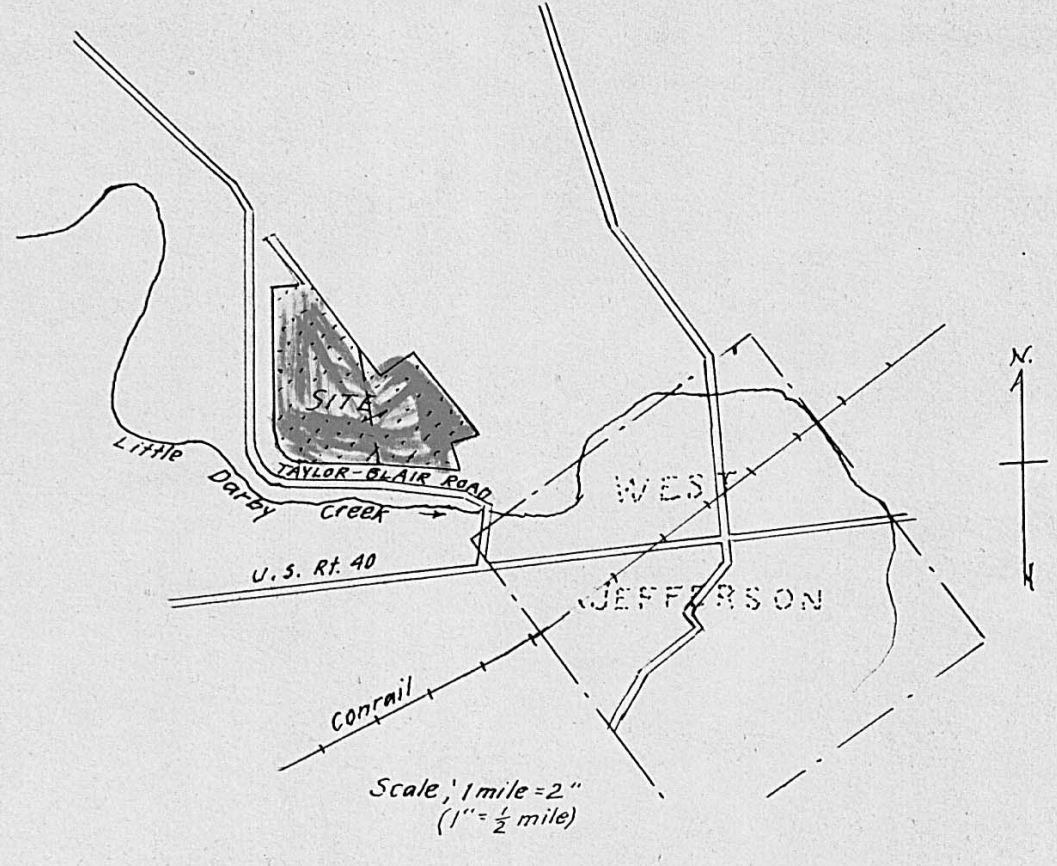 N.
SITE
WEST
Little
Darby
Creek
TAYLOR-BLAIR ROAD
U.S. Rt. 40
JEFFERSON
Conrail
Scale; 1 mile = 2"
(1" = ½ mile)